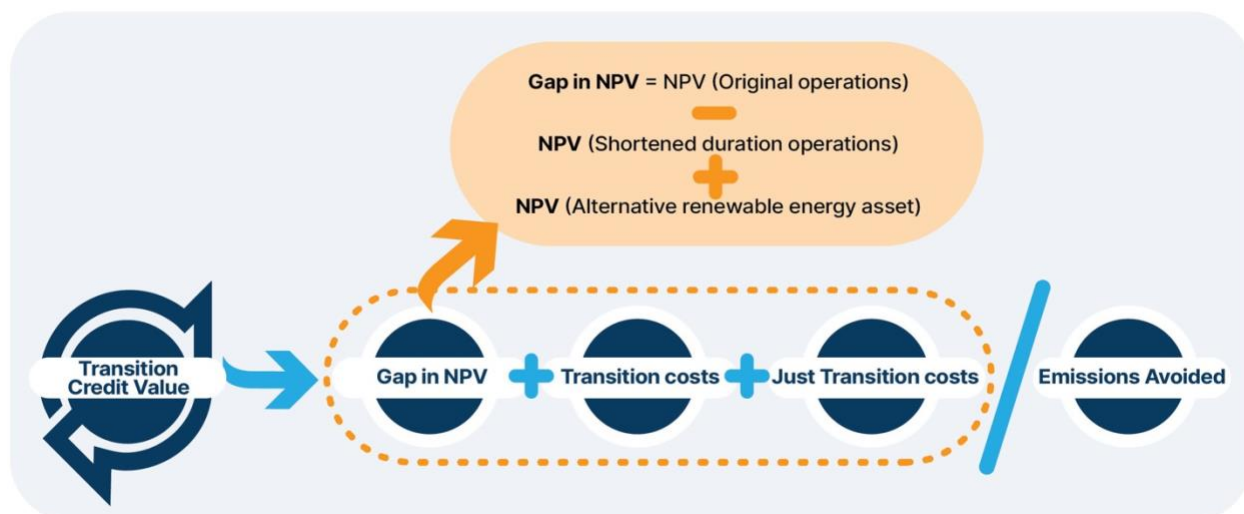 Gap in NPV = NPV (Original operations)
−
NPV (Shortened duration operations)
+
NPV (Alternative renewable energy asset)
Transition
Credit Value
Gap in NPV + Transition costs + Just Transition costs / Emissions Avoided